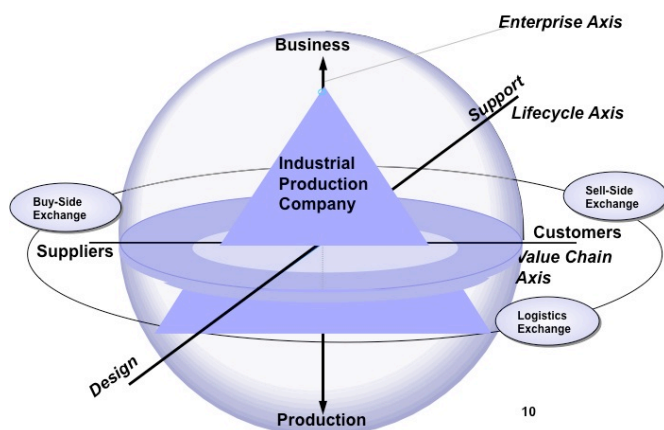 Enterprise Axis
Business
Support
Lifecycle Axis
Industrial
Production
Company
Buy-Side
Exchange
Sell-Side
Exchange
Suppliers
Customers
Value Chain
Axis
Logistics
Exchange
Design
Production
10